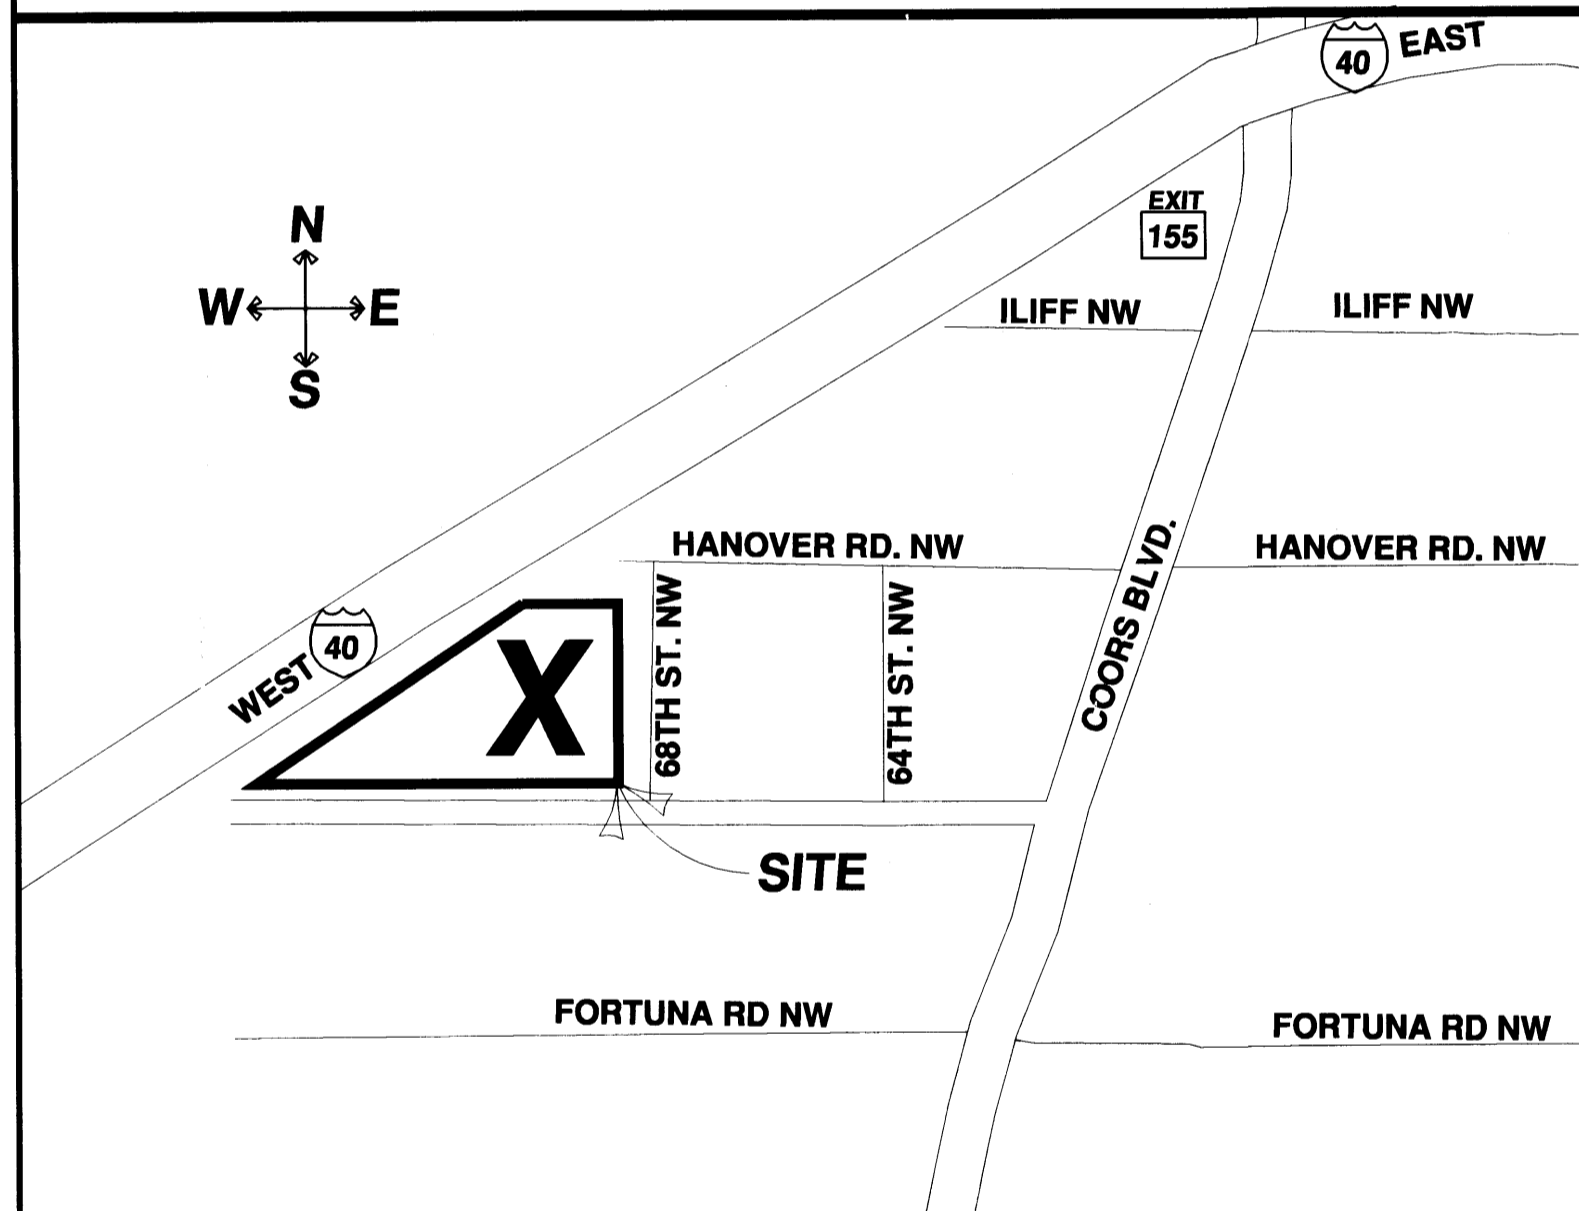 40 EAST
EXIT
155
N
W E
S
ILIFF NW
ILIFF NW
HANOVER RD. NW
HANOVER RD. NW
WEST 40
X
68TH ST. NW
64TH ST. NW
COORS BLVD.
SITE
FORTUNA RD NW
FORTUNA RD NW